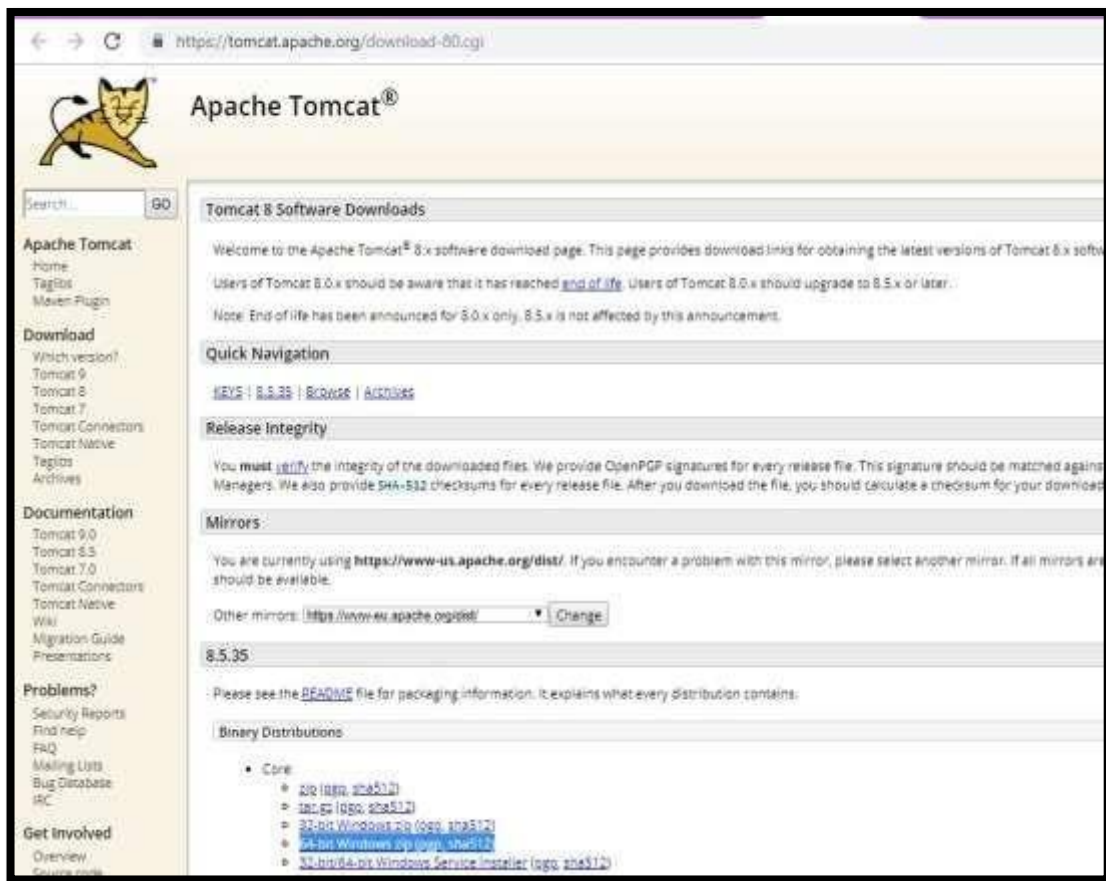 https://tomcat.apache.org/download-80.cgi
Apache Tomcat®
Search...
GO
Apache Tomcat
Home
Taglibs
Maven Plugin
Download
Which version?
Tomcat 9
Tomcat 8
Tomcat 7
Tomcat Connectors
Tomcat Native
Taglibs
Archives
Documentation
Tomcat 9.0
Tomcat 8.5
Tomcat 7.0
Tomcat Connectors
Tomcat Native
Wiki
Migration Guide
Presentations
Problems?
Security Reports
Find help
FAQ
Mailing Lists
Bug Database
IRC
Get Involved
Overview
Source code
Tomcat 8 Software Downloads
Welcome to the Apache Tomcat® 8.x software download page. This page provides download links for obtaining the latest versions of Tomcat 8.x softw
Users of Tomcat 8.0.x should be aware that it has reached end of life. Users of Tomcat 8.0.x should upgrade to 8.5.x or later.
Note: End of life has been announced for 8.0.x only. 8.5.x is not affected by this announcement.
Quick Navigation
KEYS | 8.5.35 | Browse | Archives
Release Integrity
You must verify the integrity of the downloaded files. We provide OpenPGP signatures for every release file. This signature should be matched agains
Managers. We also provide SHA-512 checksums for every release file. After you download the file, you should calculate a checksum for your download
Mirrors
You are currently using https://www-us.apache.org/dist/. If you encounter a problem with this mirror, please select another mirror. If all mirrors are
should be available.
Other mirrors: https://www-eu.apache.org/dist/ Change
8.5.35
Please see the README file for packaging information. It explains what every distribution contains.
Binary Distributions
• Core:
zip (pgp, sha512)
tar.gz (pgp, sha512)
32-bit Windows zip (pgp, sha512)
64-bit Windows zip (pgp, sha512)
32-bit/64-bit Windows Service Installer (pgp, sha512)